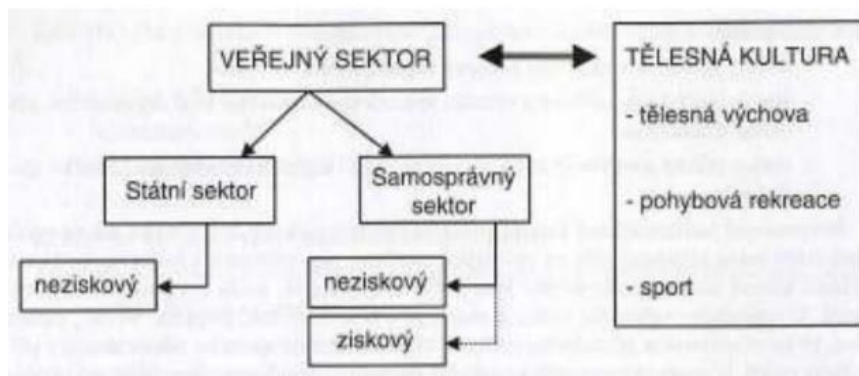 VEŘEJNÝ SEKTOR
TĚLESNÁ KULTURA
- tělesná výchova
- pohybová rekreace
- sport
Státní sektor
Samosprávný
sektor
neziskový
neziskový
ziskový